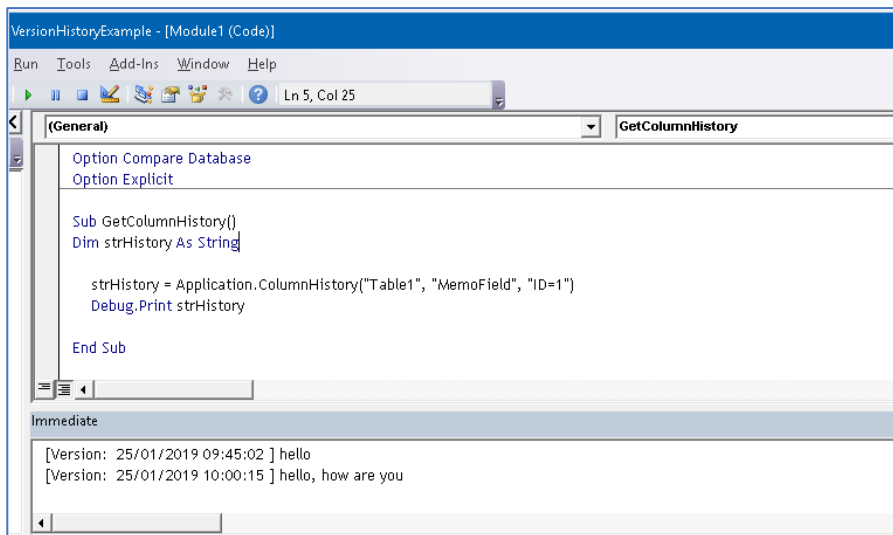 VersionHistoryExample - [Module1 (Code)]
Run Tools Add-Ins Window Help
Ln 5, Col 25
(General) GetColumnHistory
Option Compare Database
Option Explicit
Sub GetColumnHistory()
Dim strHistory As String
strHistory = Application.ColumnHistory("Table1", "MemoField", "ID=1")
Debug.Print strHistory
End Sub
Immediate
[Version:  25/01/2019 09:45:02 ] hello
[Version:  25/01/2019 10:00:15 ] hello, how are you